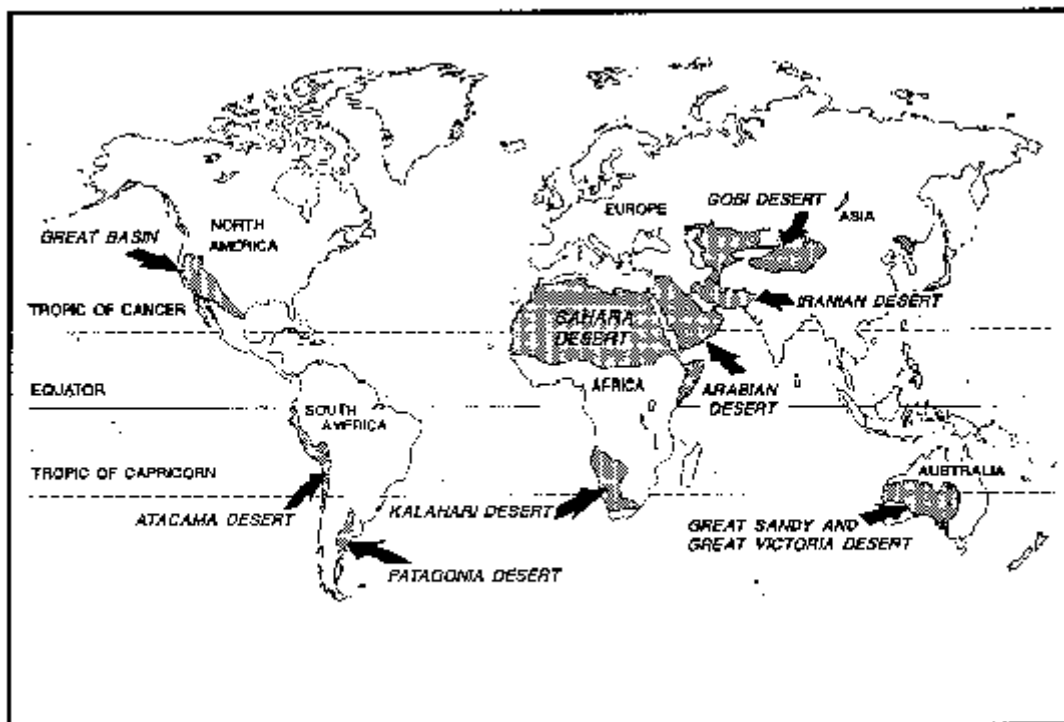 GOBI DESERT
EUROPE
ASIA
NORTH
AMERICA
GREAT BASIN
TROPIC OF CANCER
IRANIAN DESERT
SAHARA
DESERT
EQUATOR
AFRICA
ARABIAN
DESERT
SOUTH
AMERICA
TROPIC OF CAPRICORN
AUSTRALIA
ATACAMA DESERT
KALAHARI DESERT
GREAT SANDY AND
GREAT VICTORIA DESERT
PATAGONIA DESERT